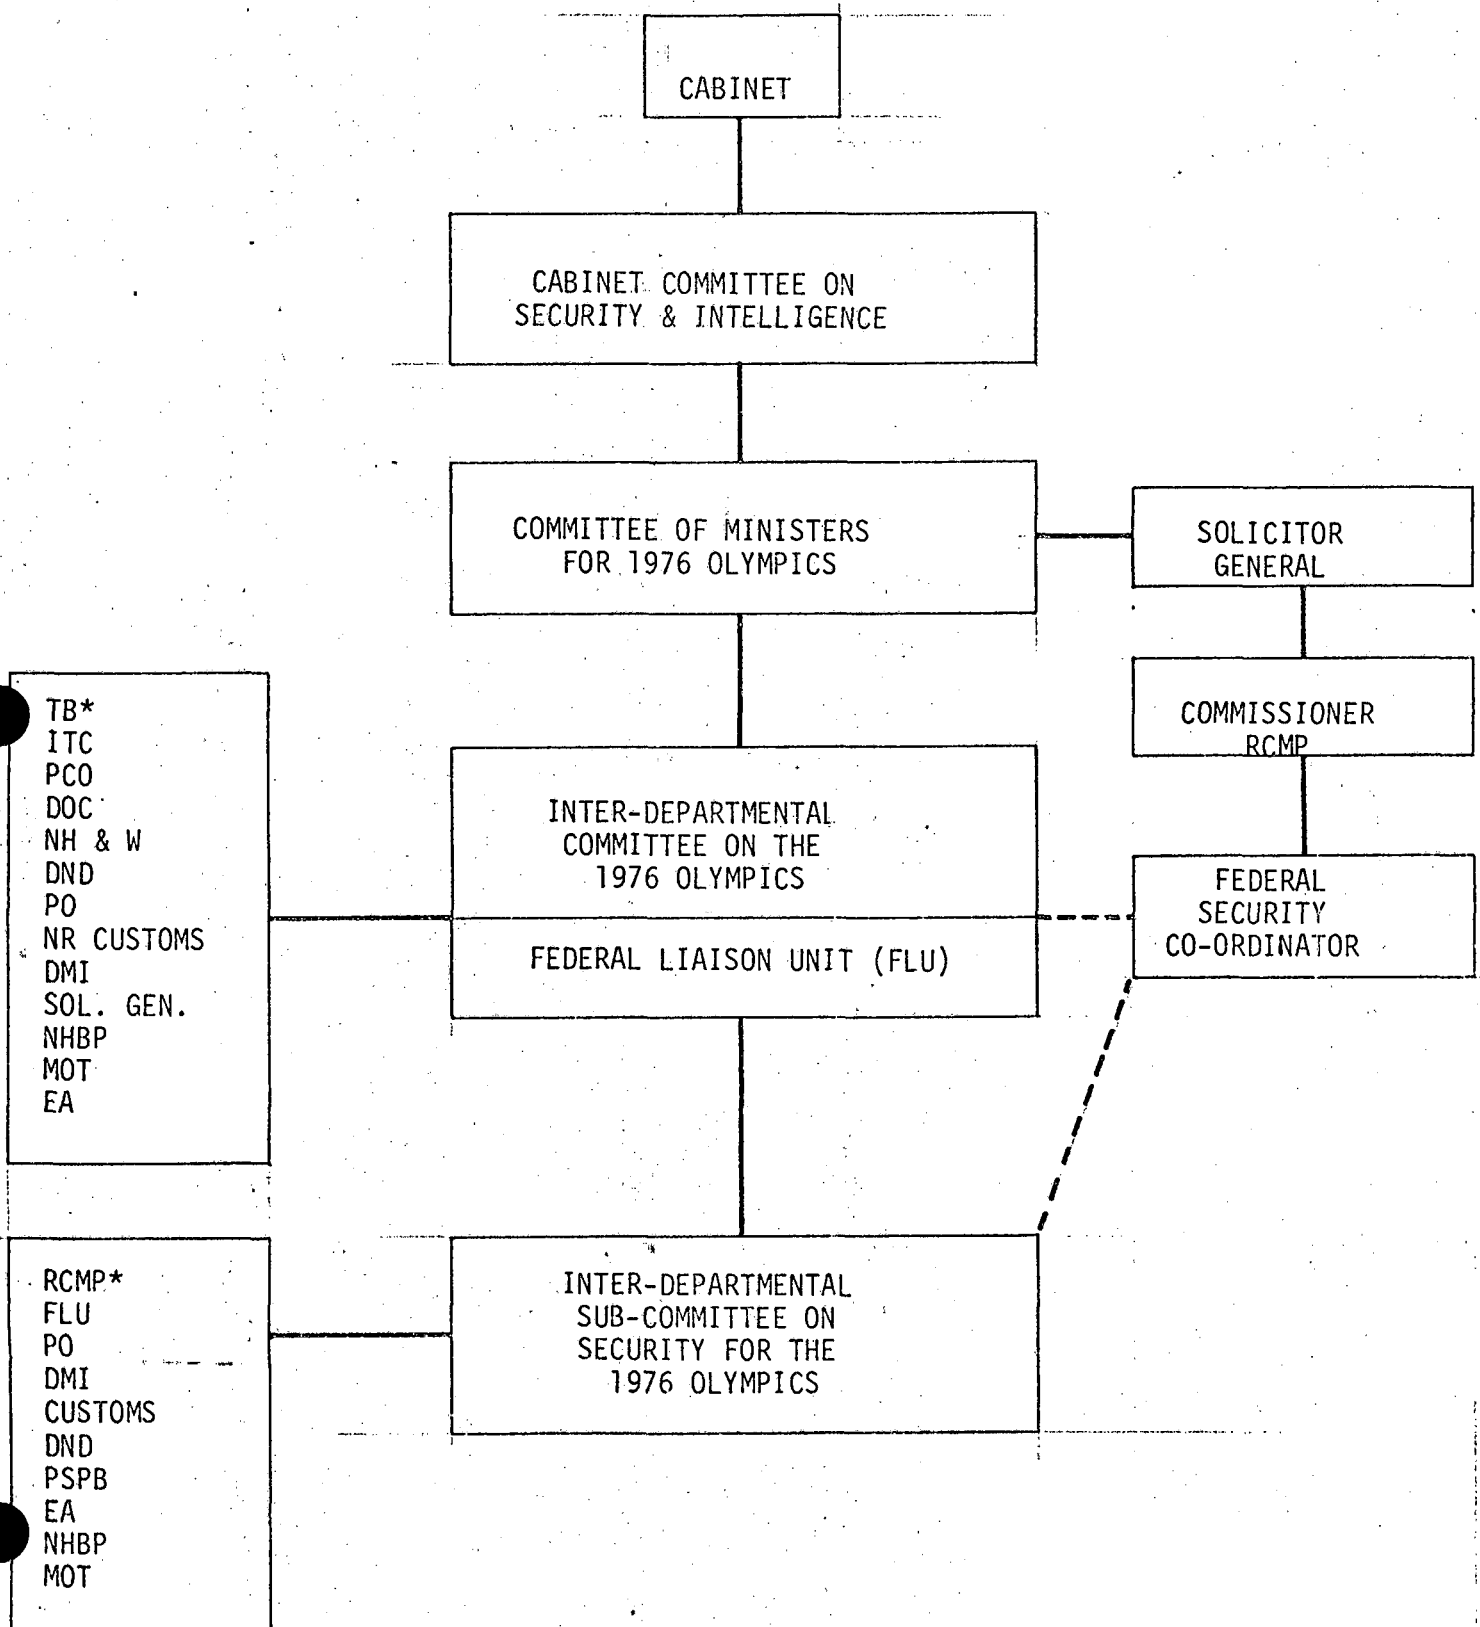 CABINET
CABINET COMMITTEE ON
SECURITY & INTELLIGENCE
COMMITTEE OF MINISTERS
FOR 1976 OLYMPICS
SOLICITOR
GENERAL
COMMISSIONER
RCMP
TB*
ITC
PCO
DOC
NH & W
DND
PO
NR CUSTOMS
DMI
SOL. GEN.
NHBP
MOT
EA
INTER-DEPARTMENTAL
COMMITTEE ON THE
1976 OLYMPICS
FEDERAL LIAISON UNIT (FLU)
FEDERAL
SECURITY
CO-ORDINATOR
RCMP*
FLU
PO
DMI
CUSTOMS
DND
PSPB
EA
NHBP
MOT
INTER-DEPARTMENTAL
SUB-COMMITTEE ON
SECURITY FOR THE
1976 OLYMPICS